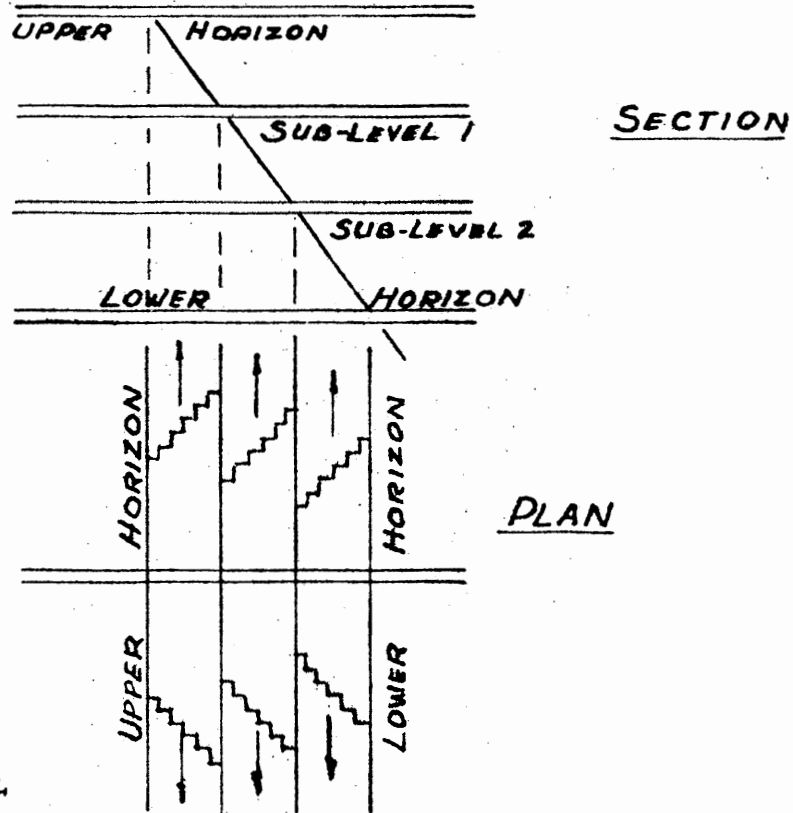 UPPER HORIZON
SUB-LEVEL 1
SECTION
SUB-LEVEL 2
LOWER HORIZON
HORIZON
HORIZON
PLAN
UPPER
LOWER